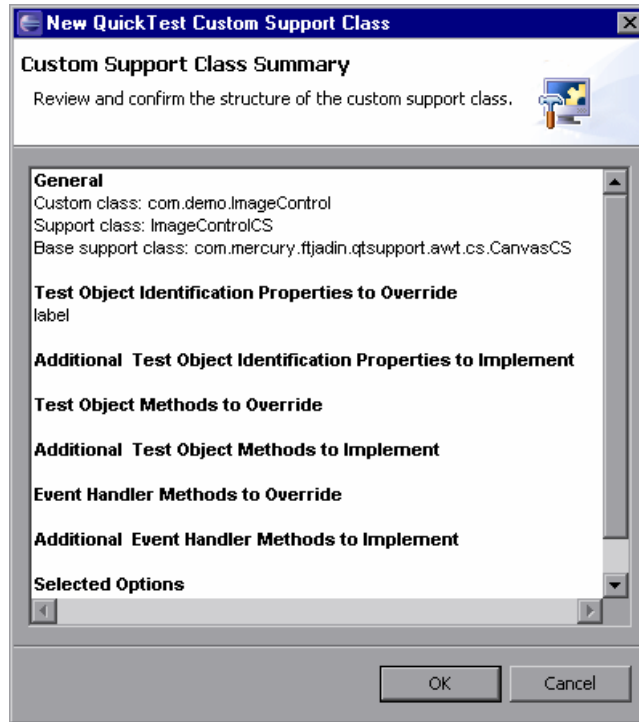 New QuickTest Custom Support Class
Custom Support Class Summary
Review and confirm the structure of the custom support class.
General
Custom class: com.demo.ImageControl
Support class: ImageControlCS
Base support class: com.mercury.ftjadin.qtsupport.awt.cs.CanvasCS
Test Object Identification Properties to Override
label
Additional Test Object Identification Properties to Implement
Test Object Methods to Override
Additional Test Object Methods to Implement
Event Handler Methods to Override
Additional Event Handler Methods to Implement
Selected Options
OK
Cancel